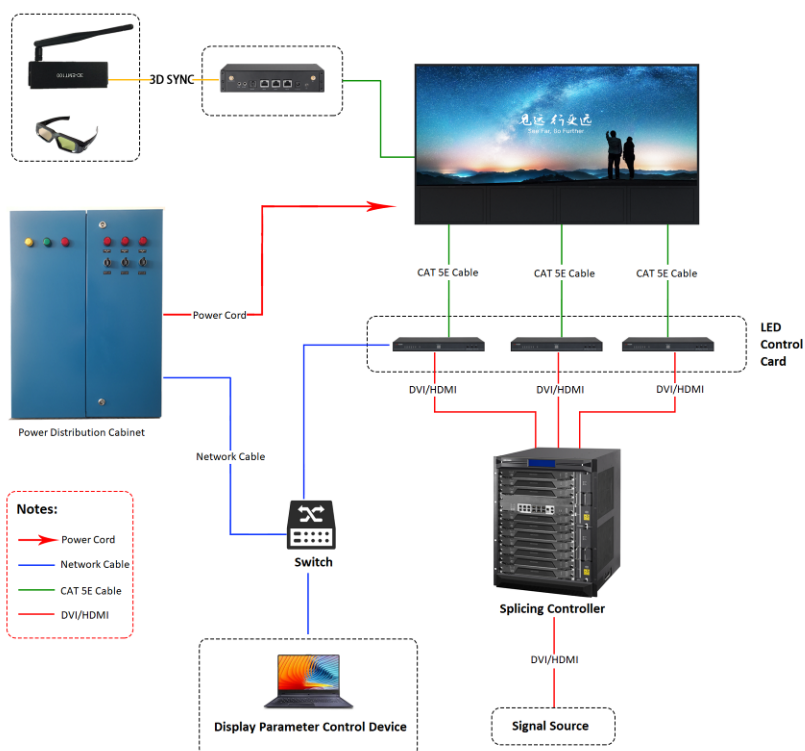 3D-EMT100
3D SYNC
见远 行更远
See Far, Go Further
CAT 5E Cable
CAT 5E Cable
CAT 5E Cable
Power Cord
LED
Control
Card
DVI/HDMI
DVI/HDMI
DVI/HDMI
Power Distribution Cabinet
Network Cable
Notes:
Power Cord
Network Cable
CAT 5E Cable
DVI/HDMI
Switch
Splicing Controller
DVI/HDMI
Display Parameter Control Device
Signal Source